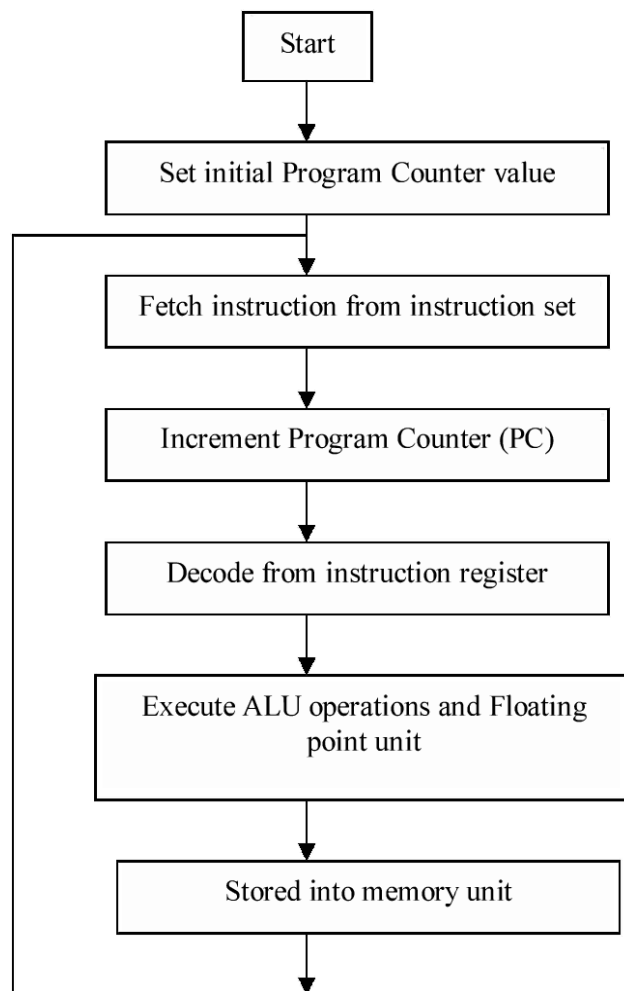 Start
Set initial Program Counter value
Fetch instruction from instruction set
Increment Program Counter (PC)
Decode from instruction register
Execute ALU operations and Floating
point unit
Stored into memory unit